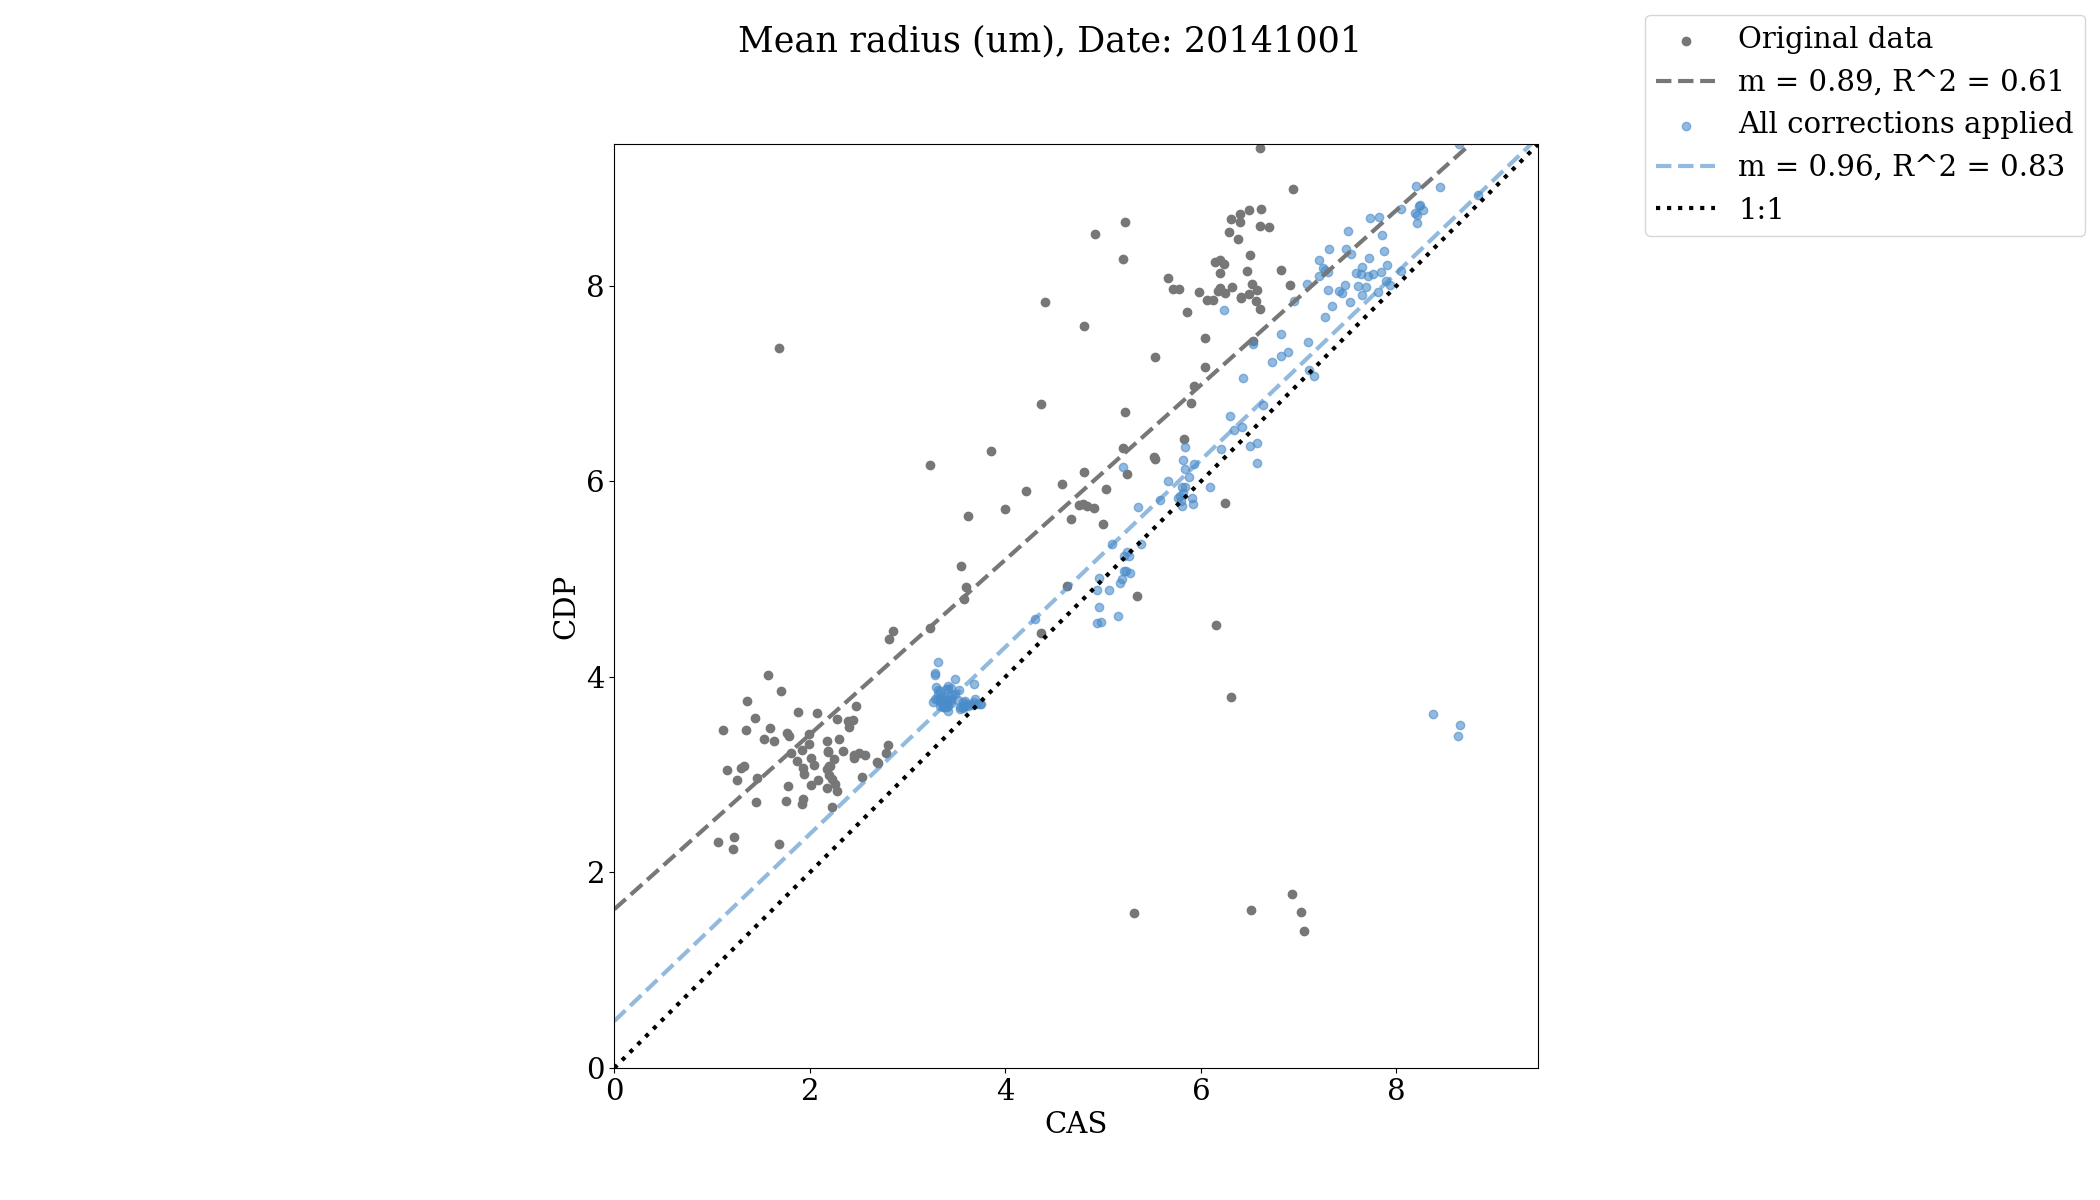 Mean radius (um), Date: 20141001
Original data
m = 0.89, R^2 = 0.61
All corrections applied
m = 0.96, R^2 = 0.83
1:1
8
6
4
2
0
CDP
0 2 4 6 8
CAS